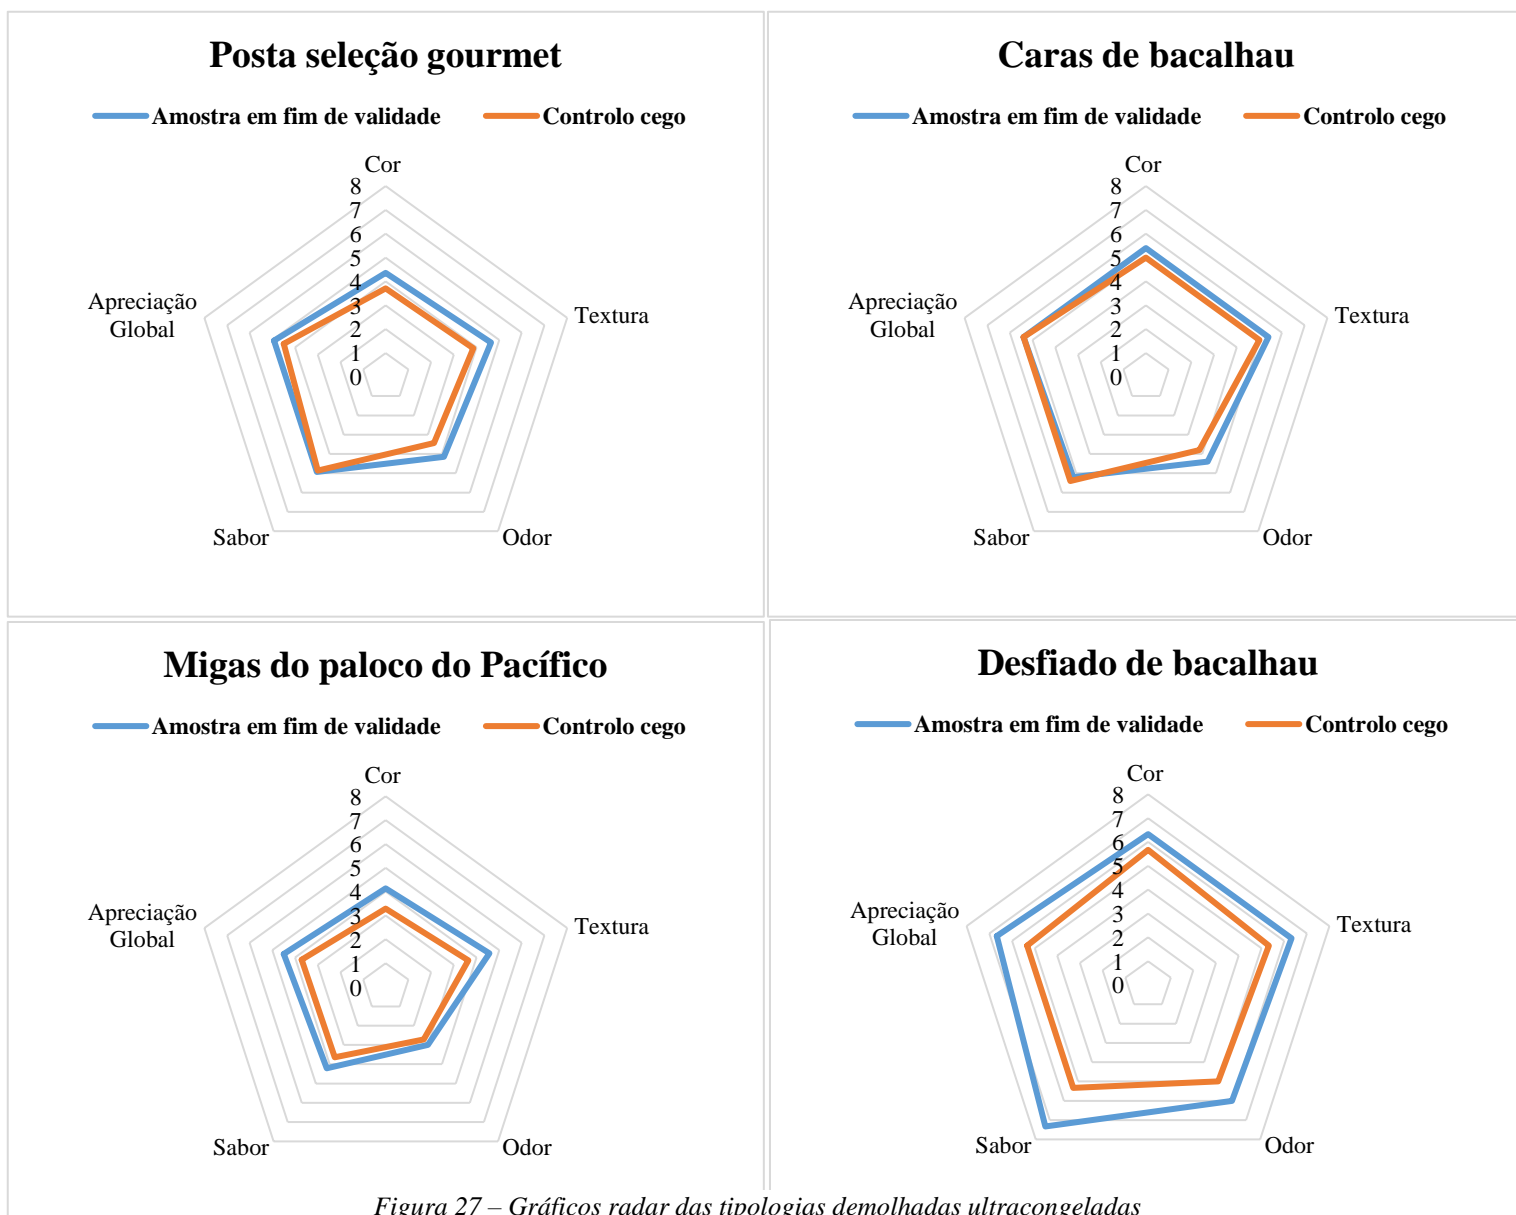 Posta seleção gourmet
Amostra em fim de validade
Controlo cego
Cor
8
7
6
5
4
3
2
1
0
Textura
Odor
Sabor
Apreciação
Global
Caras de bacalhau
Amostra em fim de validade
Controlo cego
Cor
8
7
6
5
4
3
2
1
0
Textura
Odor
Sabor
Apreciação
Global
Migas do paloco do Pacífico
Amostra em fim de validade
Controlo cego
Cor
8
7
6
5
4
3
2
1
0
Textura
Odor
Sabor
Apreciação
Global
Desfiado de bacalhau
Amostra em fim de validade
Controlo cego
Cor
8
7
6
5
4
3
2
1
0
Textura
Odor
Sabor
Apreciação
Global
Figura 27 – Gráficos radar das tipologias demolhadas ultracongeladas